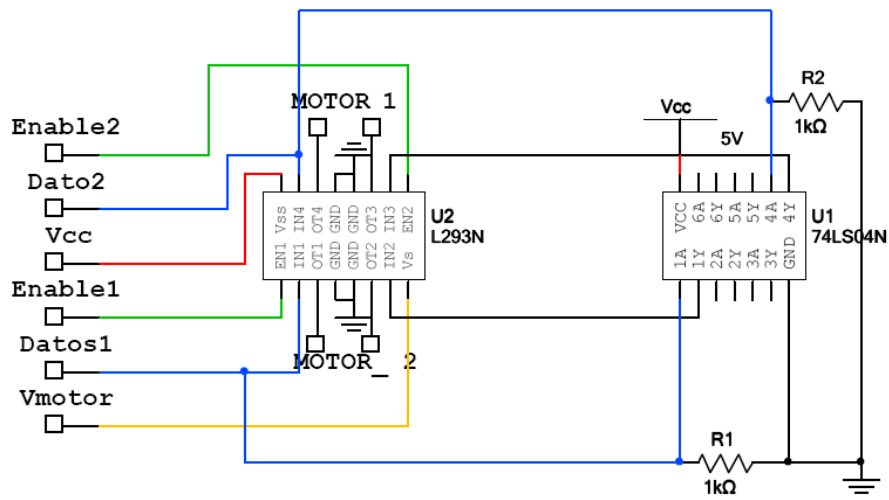 R2
1kΩ
MOTOR 1
Vcc
5V
Enable2
Dato2
Vcc
Enable1
Datos1
Vmotor
Vss IN4 OT4 GND GND OT3 IN3 EN2
EN1 IN1 OT1 GND GND OT2 IN2 Vs
U2
L293N
VCC 6A 6Y 5A 5Y 4A 4Y
1A 1Y 2A 2Y 3A 3Y GND
U1
74LS04N
MOTOR_ 2
R1
1kΩ